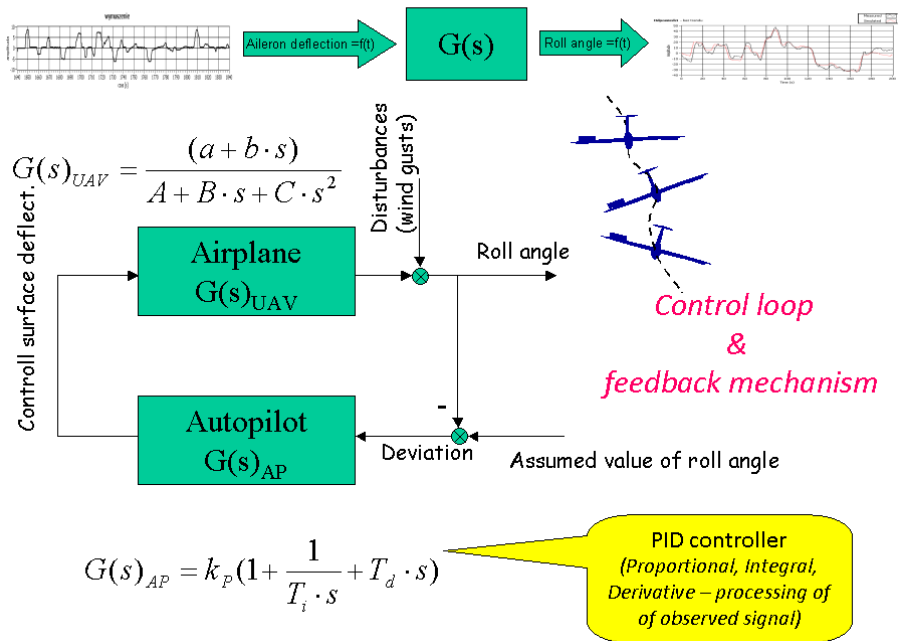 wymuszenie
Aileron deflection =f(t)
G(s)
Roll angle =f(t)
G(s)UAV = (a + b · s) / (A + B · s + C · s²)
Disturbances
(wind gusts)
Controll surface deflect.
Airplane
G(s)UAV
Roll angle
Control loop
&
feedback mechanism
Autopilot
G(s)AP
-
Deviation
Assumed value of roll angle
G(s)AP = kP(1 + 1 / (Ti · s) + Td · s)
PID controller
(Proportional, Integral,
Derivative – processing of
of observed signal)